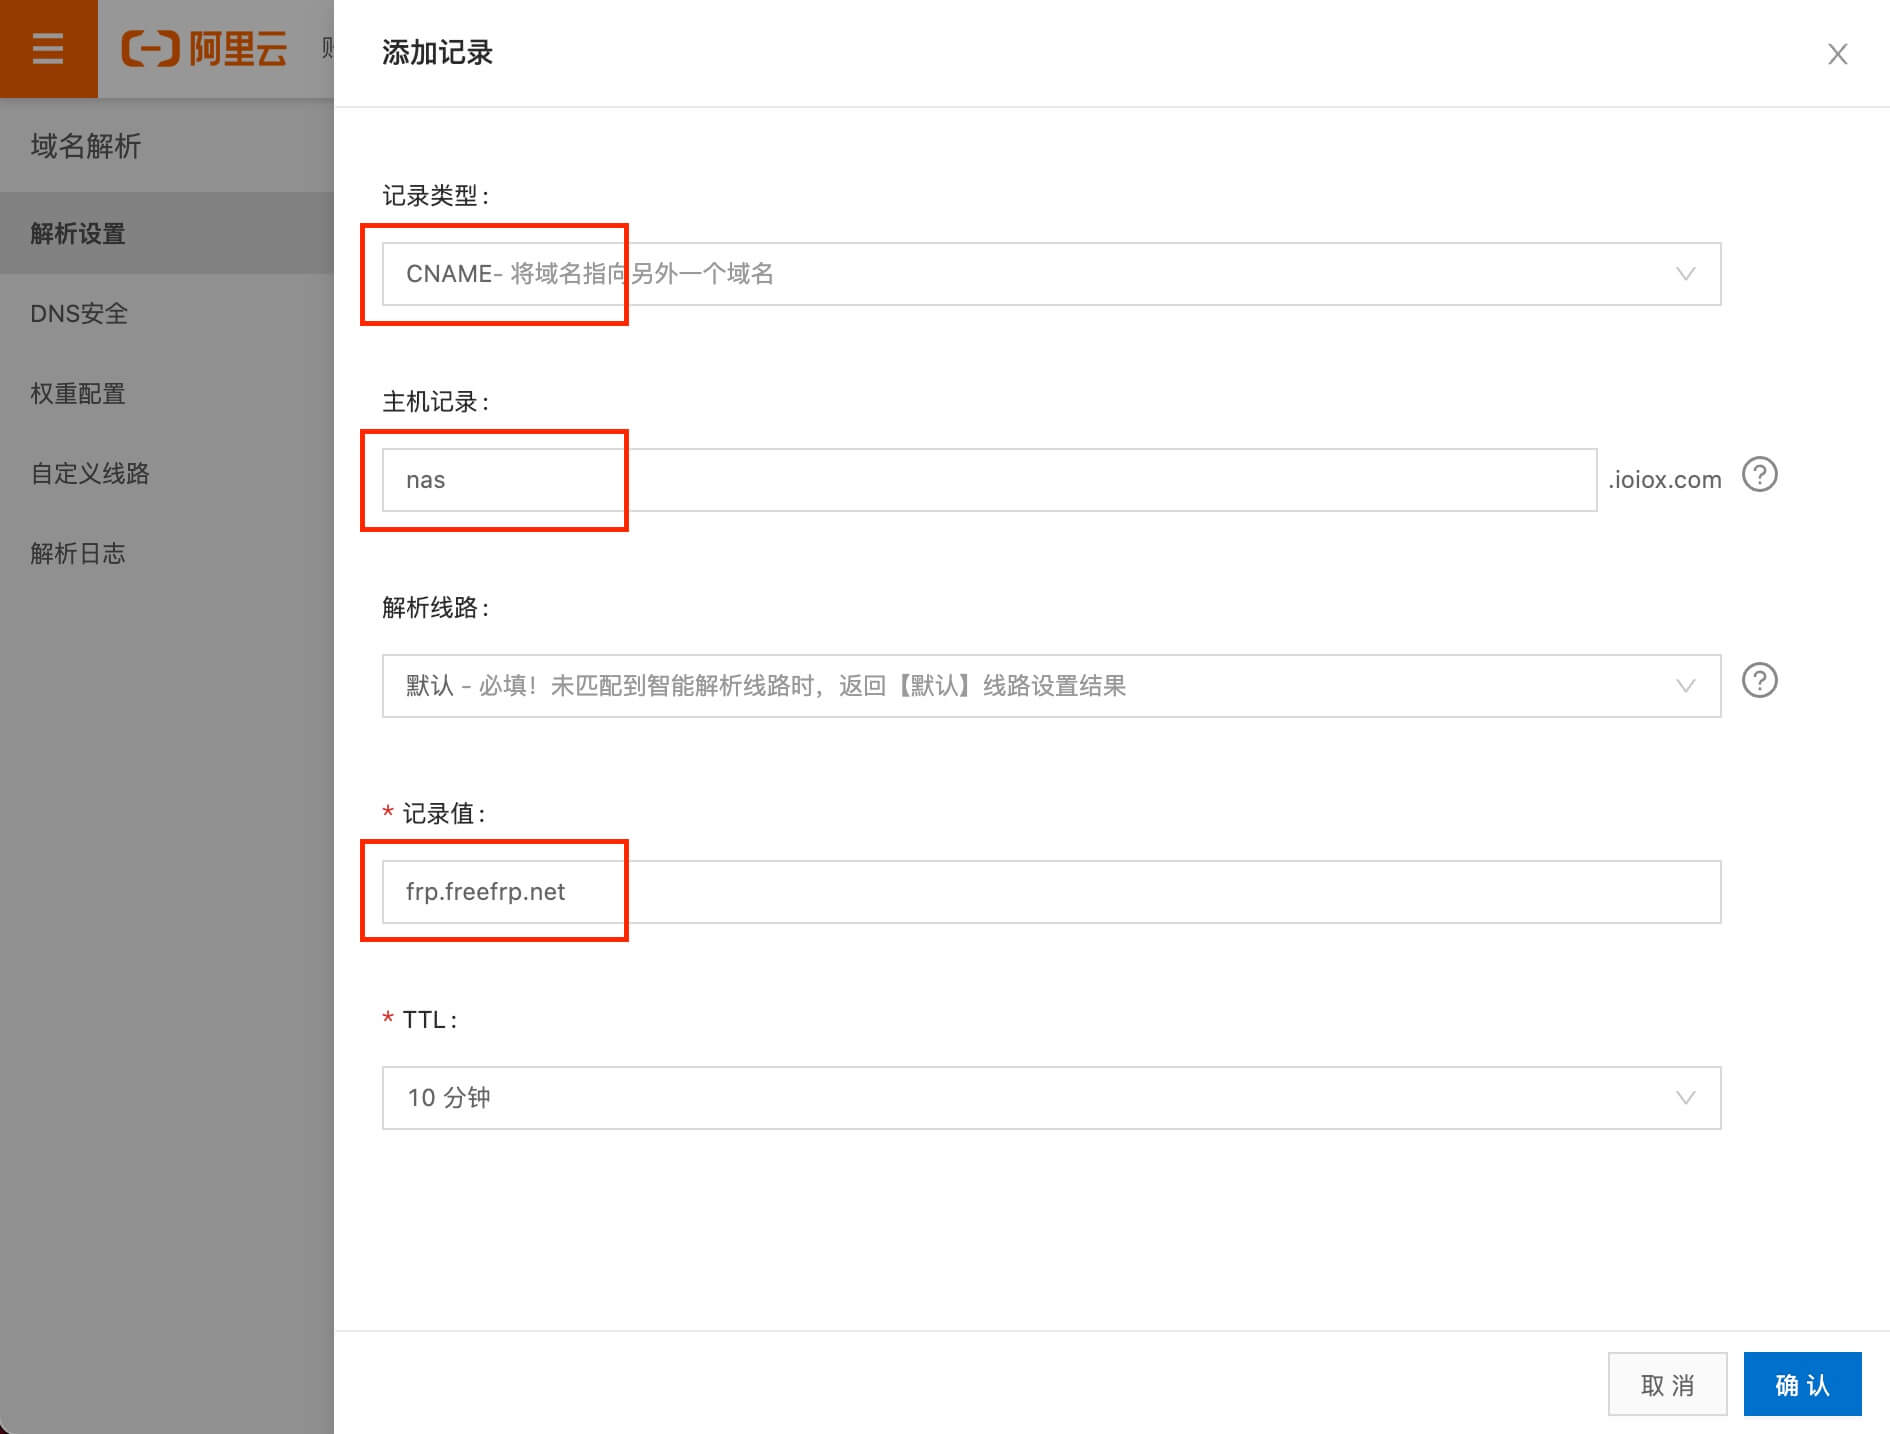 阿里云
添加记录
域名解析
解析设置
DNS安全
权重配置
自定义线路
解析日志
记录类型 :
CNAME- 将域名指向另外一个域名
主机记录 :
nas
.ioiox.com
?
解析线路 :
默认 - 必填！未匹配到智能解析线路时，返回【默认】线路设置结果
?
* 记录值 :
frp.freefrp.net
* TTL :
10 分钟
取 消
确 认